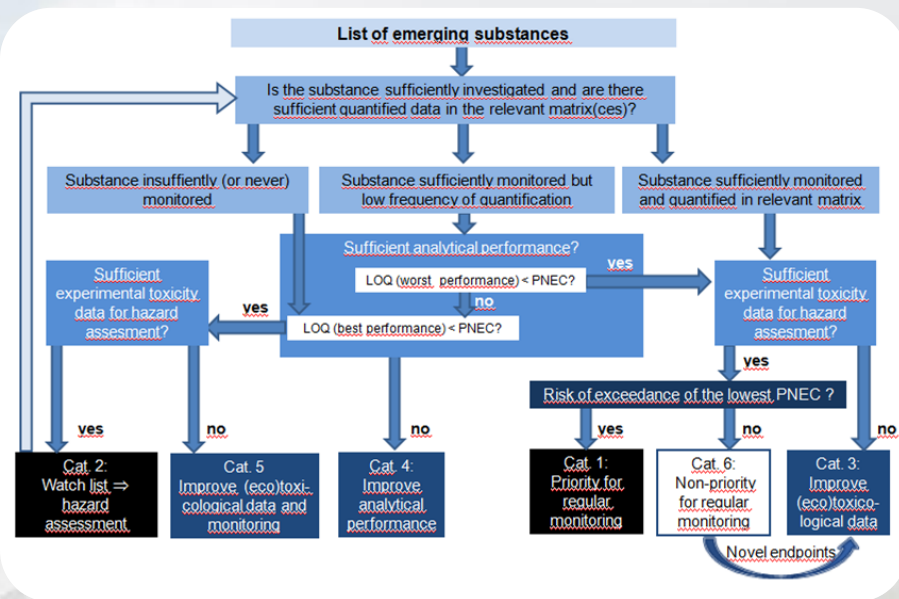 List of emerging substances
Is the substance sufficiently investigated and are there
sufficient quantified data in the relevant matrix(ces)?
Substance insuffiently (or never)
monitored
Substance sufficiently monitored but
low frequency of quantification
Substance sufficiently monitored
and quantified in relevant matrix
Sufficient analytical performance?
LOQ (worst performance) < PNEC?
yes
no
LOQ (best performance) < PNEC?
yes
Sufficient
experimental toxicity
data for hazard
assesment?
Sufficient
experimental toxicity
data for hazard
assesment?
yes
Risk of exceedance of the lowest PNEC ?
yes
no
no
yes
no
no
Cat. 2:
Watch list ⇒
hazard
assessment
Cat. 5
Improve (eco)toxi-
cological data and
monitoring
Cat. 4:
Improve
analytical
performance
Cat. 1:
Priority for
regular
monitoring
Cat. 6:
Non-priority
for regular
monitoring
Cat. 3:
Improve
(eco)toxico-
logical data
Novel endpoints